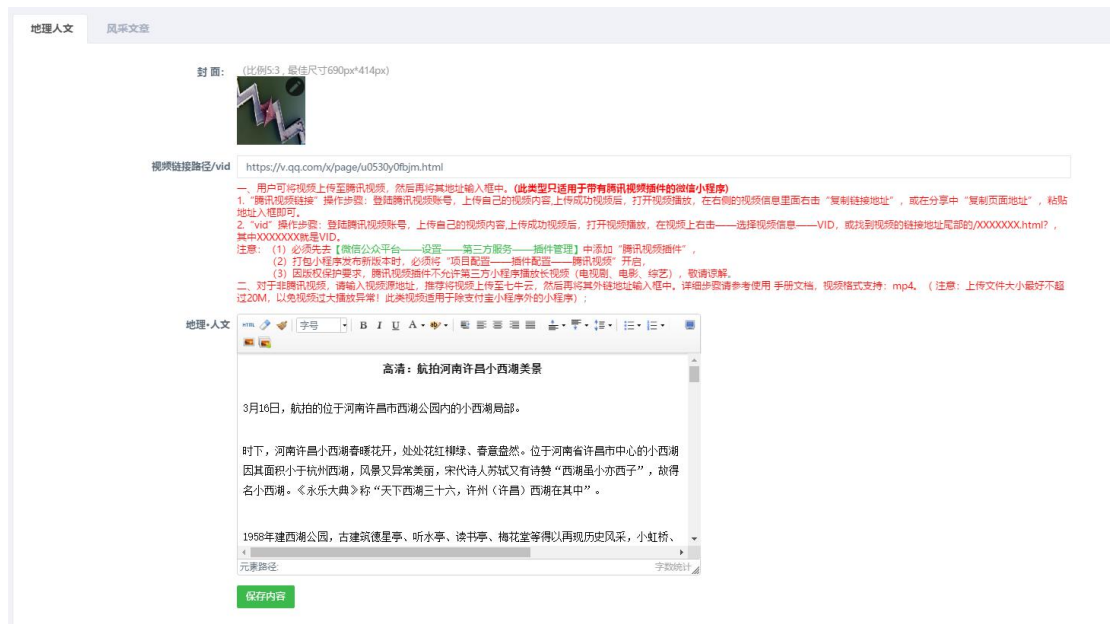 地理人文 风采文章
封 面: (比例5:3 , 最佳尺寸690px*414px)
视频链接路径/vid https://v.qq.com/x/page/u0530y0fbjm.html
一、用户可将视频上传至腾讯视频，然后再将其地址输入框中。(此类型只适用于带有腾讯视频插件的微信小程序)
1.“腾讯视频链接”操作步骤：登陆腾讯视频账号，上传自己的视频内容,上传成功视频后，打开视频播放，在右侧的视频信息里面右击“复制链接地址”，或在分享中“复制页面地址”，粘贴
地址入框即可。
2.“vid”操作步骤：登陆腾讯视频账号，上传自己的视频内容,上传成功视频后，打开视频播放，在视频上右击——选择视频信息——VID，或找到视频的链接地址尾部的/XXXXXXX.html?，
其中XXXXXXX就是VID。
注意：（1）必须先去【微信公众平台——设置——第三方服务——插件管理】中添加“腾讯视频插件”，
（2）打包小程序发布新版本时，必须将“项目配置——插件配置——腾讯视频”开启，
（3）因版权保护要求，腾讯视频插件不允许第三方小程序播放长视频（电视剧、电影、综艺），敬请谅解。
二、对于非腾讯视频，请输入视频源地址，推荐将视频上传至七牛云，然后再将其外链地址输入框中。详细步骤请参考使用 手册文档，视频格式支持：mp4。（ 注意：上传文件大小最好不超
过20M，以免视频过大播放异常！此类视频适用于除支付宝小程序外的小程序）;
地理•人文 HTML 字号 B I U A
高清：航拍河南许昌小西湖美景
3月16日，航拍的位于河南许昌市西湖公园内的小西湖局部。
时下，河南许昌小西湖春暖花开，处处花红柳绿、春意盎然。位于河南省许昌市中心的小西湖
因其面积小于杭州西湖，风景又异常美丽，宋代诗人苏轼又有诗赞“西湖虽小亦西子”，故得
名小西湖。《永乐大典》称“天下西湖三十六，许州（许昌）西湖在其中”。
1958年建西湖公园，古建筑德星亭、听水亭、读书亭、梅花堂等得以再现历史风采，小虹桥、
元素路径: 字数统计
保存内容